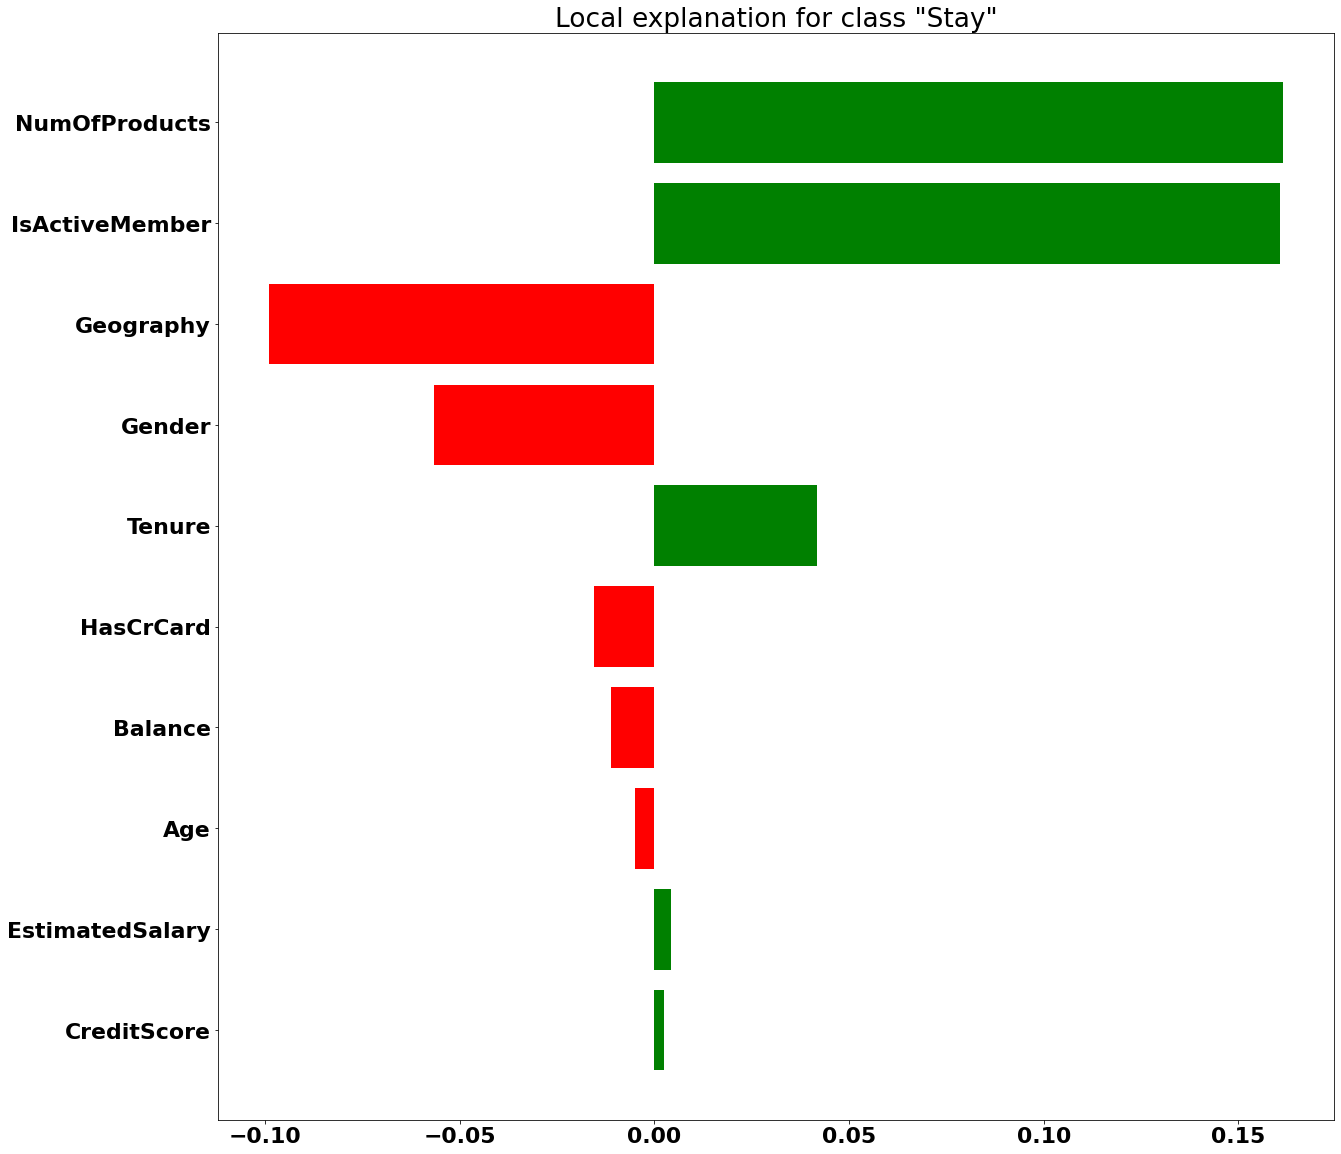 Local explanation for class "Stay"
NumOfProducts
IsActiveMember
Geography
Gender
Tenure
HasCrCard
Balance
Age
EstimatedSalary
CreditScore
−0.10 −0.05 0.00 0.05 0.10 0.15